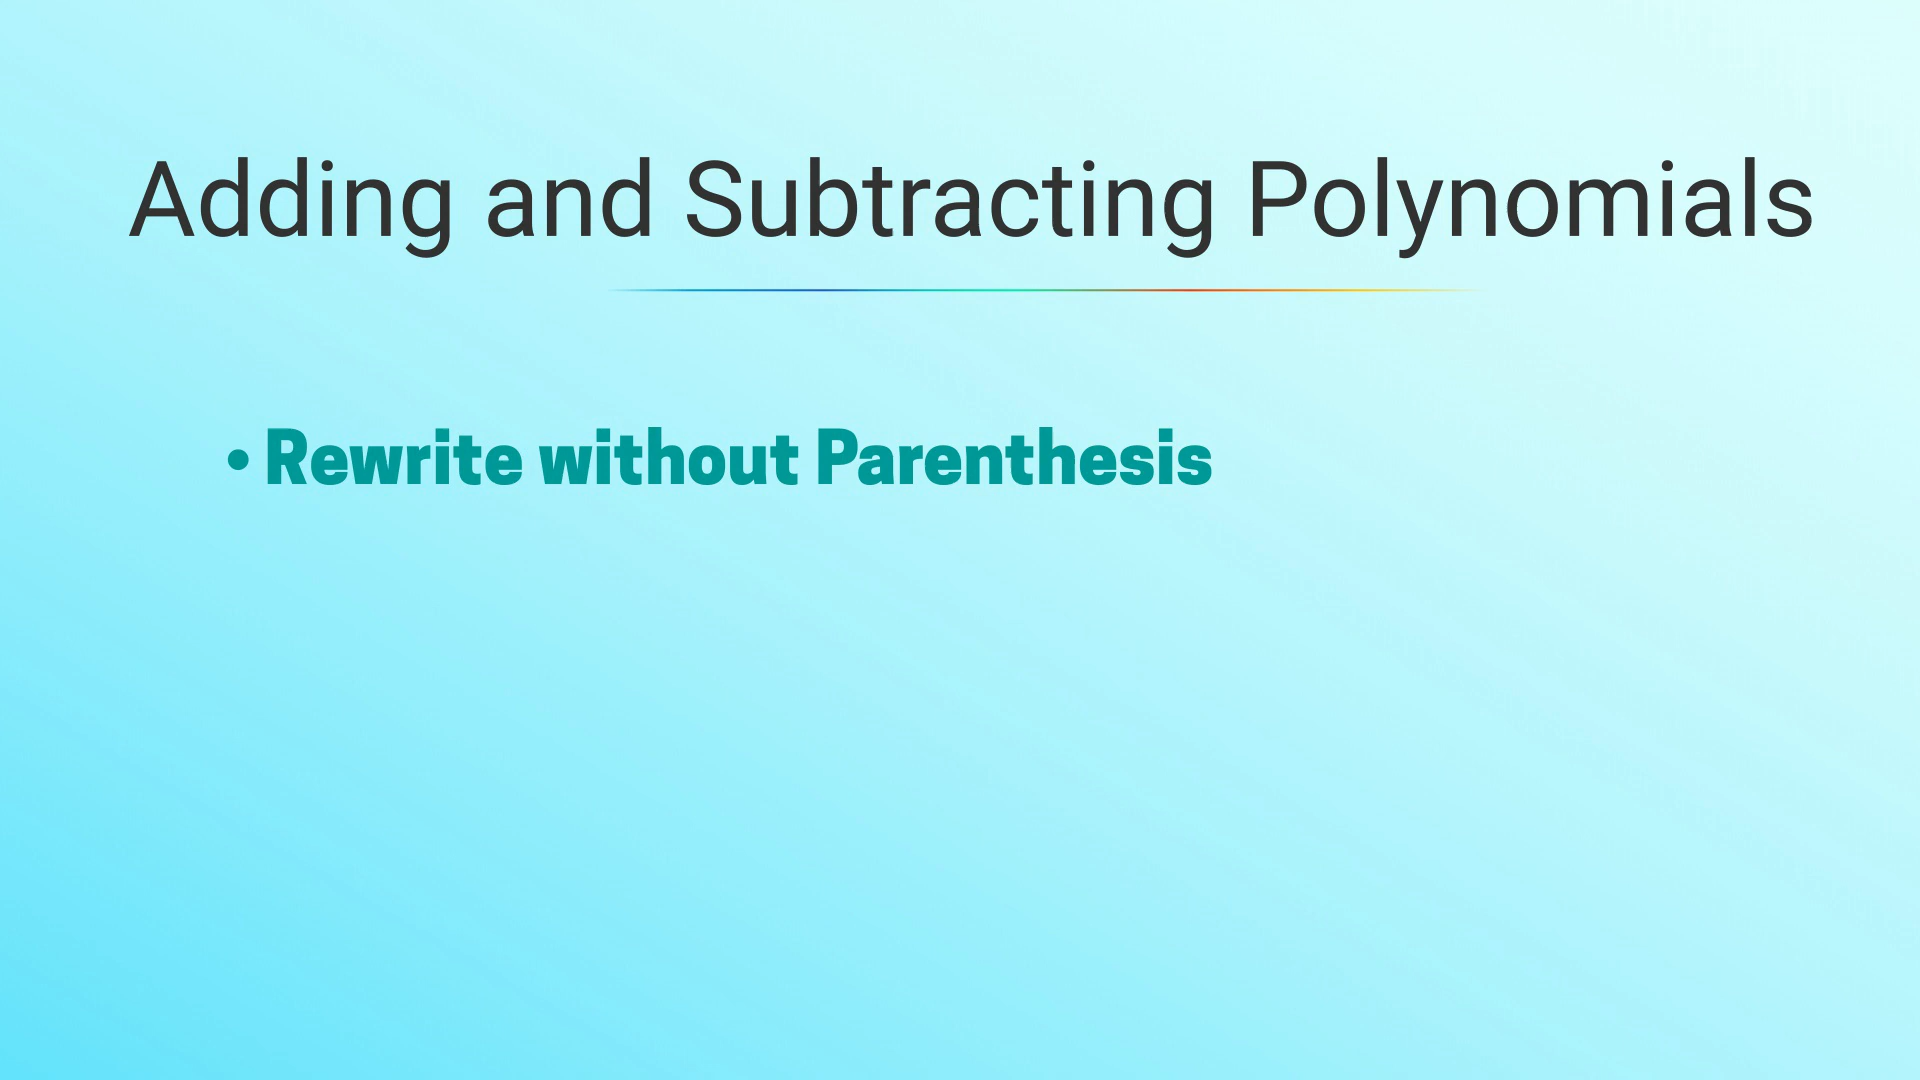 Adding and Subtracting Polynomials
• Rewrite without Parenthesis